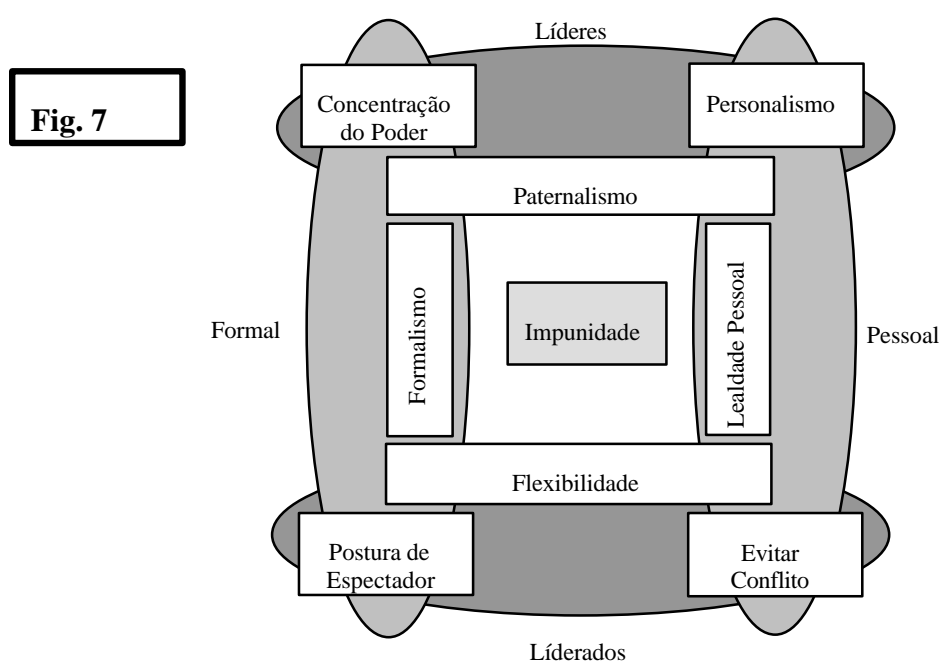 Líderes
Fig. 7
Concentração
do Poder
Personalismo
Paternalismo
Formal
Formalismo
Impunidade
Lealdade Pessoal
Pessoal
Flexibilidade
Postura de
Espectador
Evitar
Conflito
Líderados